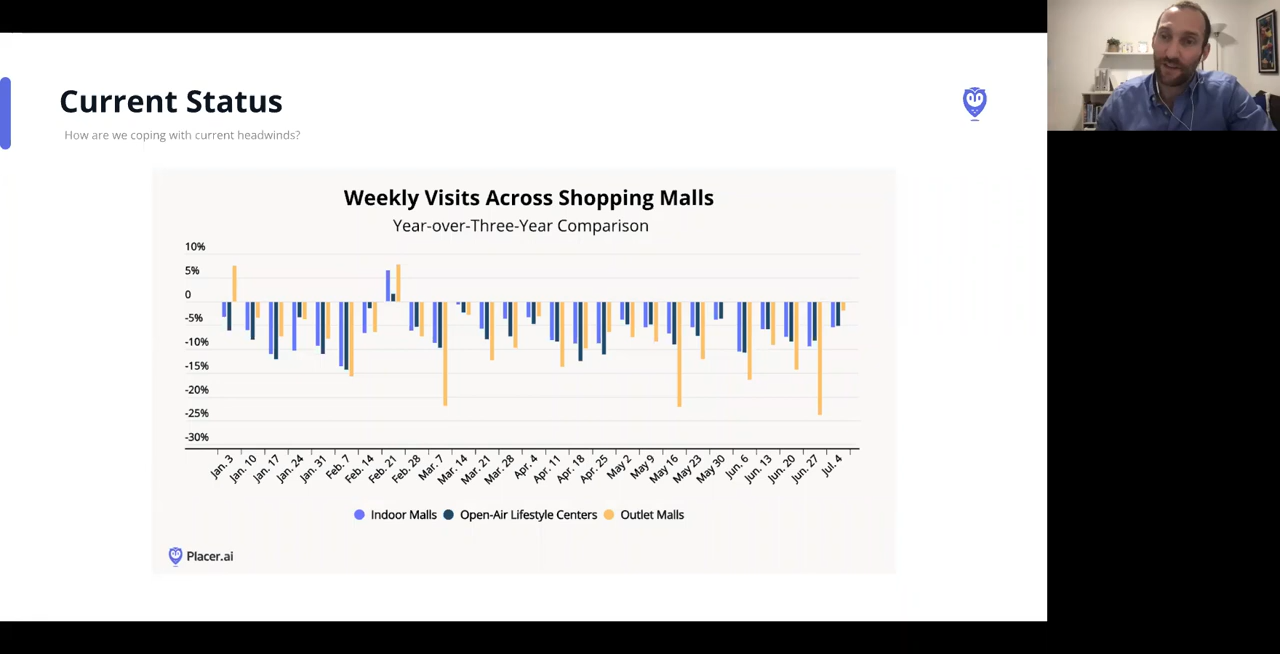 Current Status
How are we coping with current headwinds?
Weekly Visits Across Shopping Malls
Year-over-Three-Year Comparison
10%
5%
0
-5%
-10%
-15%
-20%
-25%
-30%
Jan. 3
Jan. 10
Jan. 17
Jan. 24
Jan. 31
Feb. 7
Feb. 14
Feb. 21
Feb. 28
Mar. 7
Mar. 14
Mar. 21
Mar. 28
Apr. 4
Apr. 11
Apr. 18
Apr. 25
May 2
May 9
May 16
May 23
May 30
Jun. 6
Jun. 13
Jun. 20
Jun. 27
Jul. 4
Indoor Malls Open-Air Lifestyle Centers Outlet Malls
Placer.ai